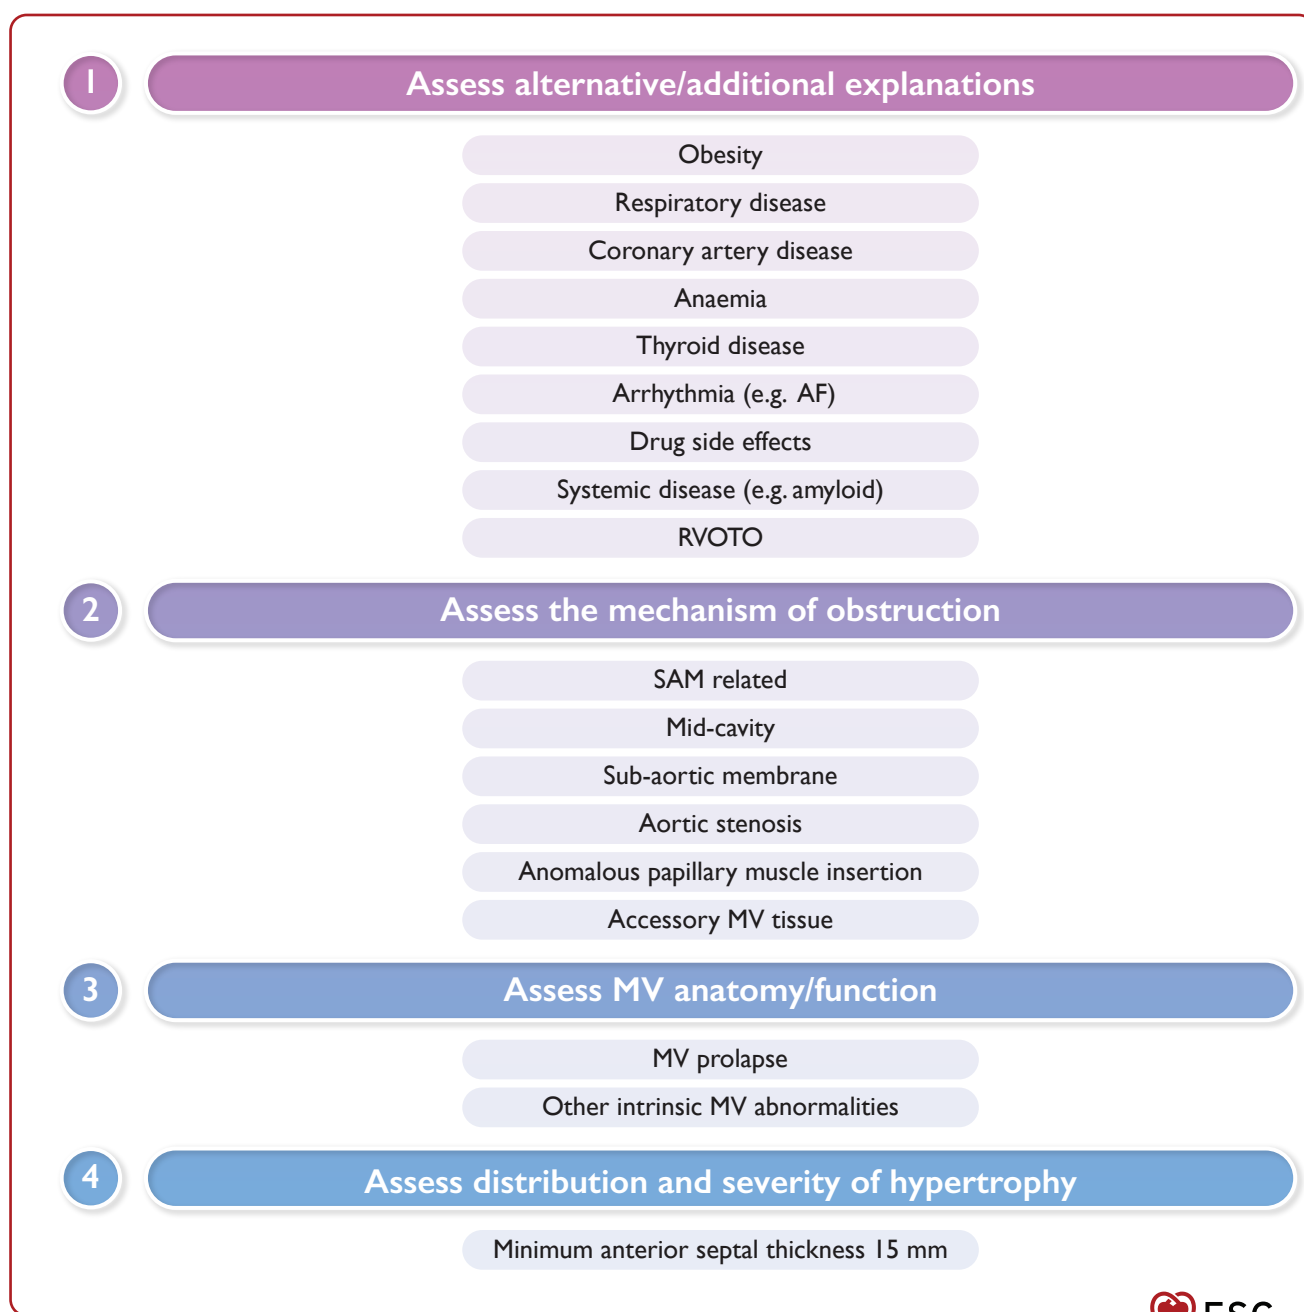 1
Assess alternative/additional explanations
Obesity
Respiratory disease
Coronary artery disease
Anaemia
Thyroid disease
Arrhythmia (e.g. AF)
Drug side effects
Systemic disease (e.g. amyloid)
RVOTO
2
Assess the mechanism of obstruction
SAM related
Mid-cavity
Sub-aortic membrane
Aortic stenosis
Anomalous papillary muscle insertion
Accessory MV tissue
3
Assess MV anatomy/function
MV prolapse
Other intrinsic MV abnormalities
4
Assess distribution and severity of hypertrophy
Minimum anterior septal thickness 15 mm
ESC